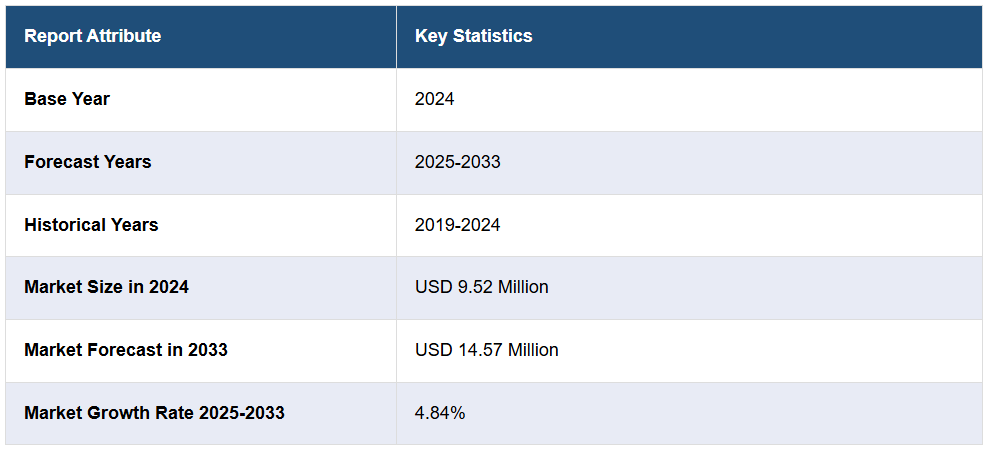 Report Attribute Key Statistics
Base Year 2024
Forecast Years 2025-2033
Historical Years 2019-2024
Market Size in 2024 USD 9.52 Million
Market Forecast in 2033 USD 14.57 Million
Market Growth Rate 2025-2033 4.84%